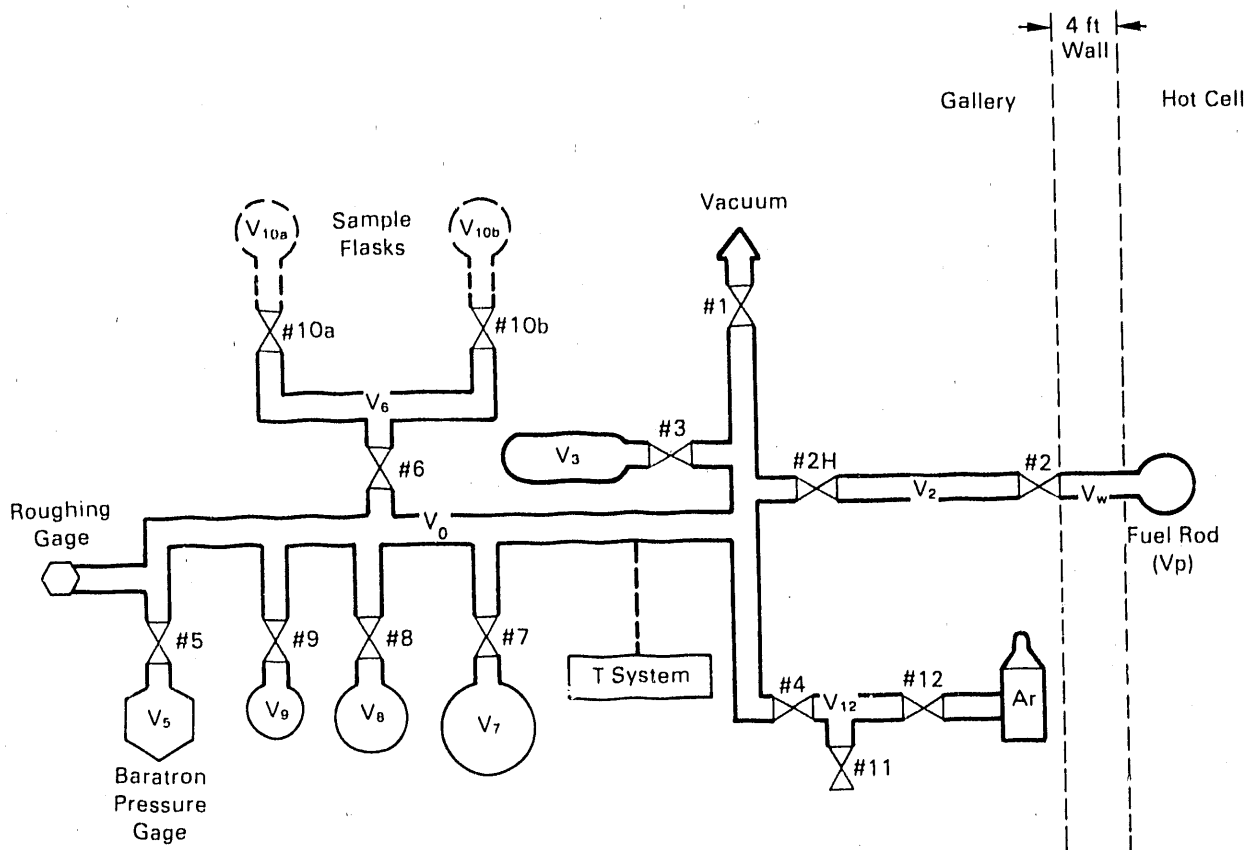 4 ft
Wall
Gallery
Hot Cell
Vacuum
V10a
Sample
Flasks
V10b
#1
#10a
#10b
V6
#3
V3
#6
#2H
#2
V2
Vw
Roughing
Gage
V0
Fuel Rod
(Vp)
#5
#9
#8
#7
T System
#4
V12
#12
Ar
V5
V9
V8
V7
#11
Baratron
Pressure
Gage